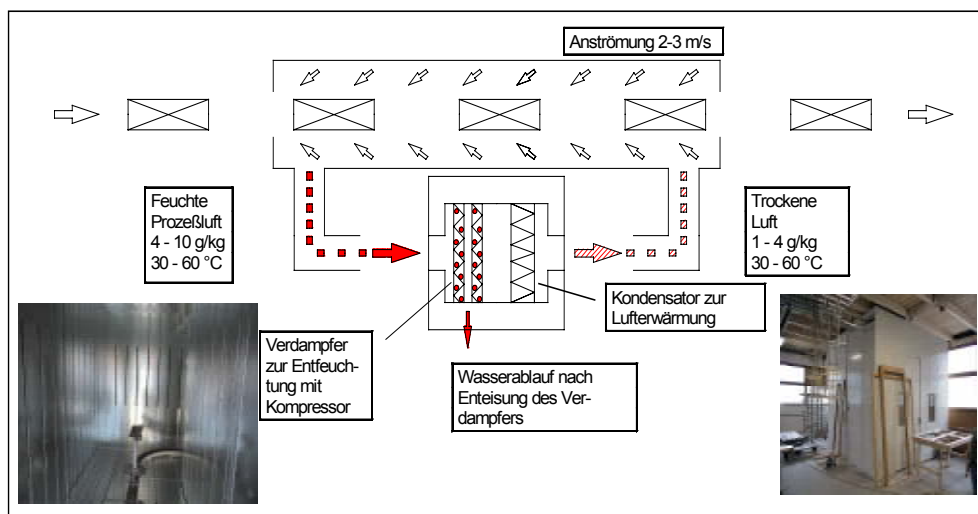 Anströmung 2-3 m/s
Feuchte
Prozeßluft
4 - 10 g/kg
30 - 60 °C
Trockene
Luft
1 - 4 g/kg
30 - 60 °C
Verdampfer
zur Entfeuch-
tung mit
Kompressor
Wasserablauf nach
Enteisung des Ver-
dampfers
Kondensator zur
Lufterwärmung